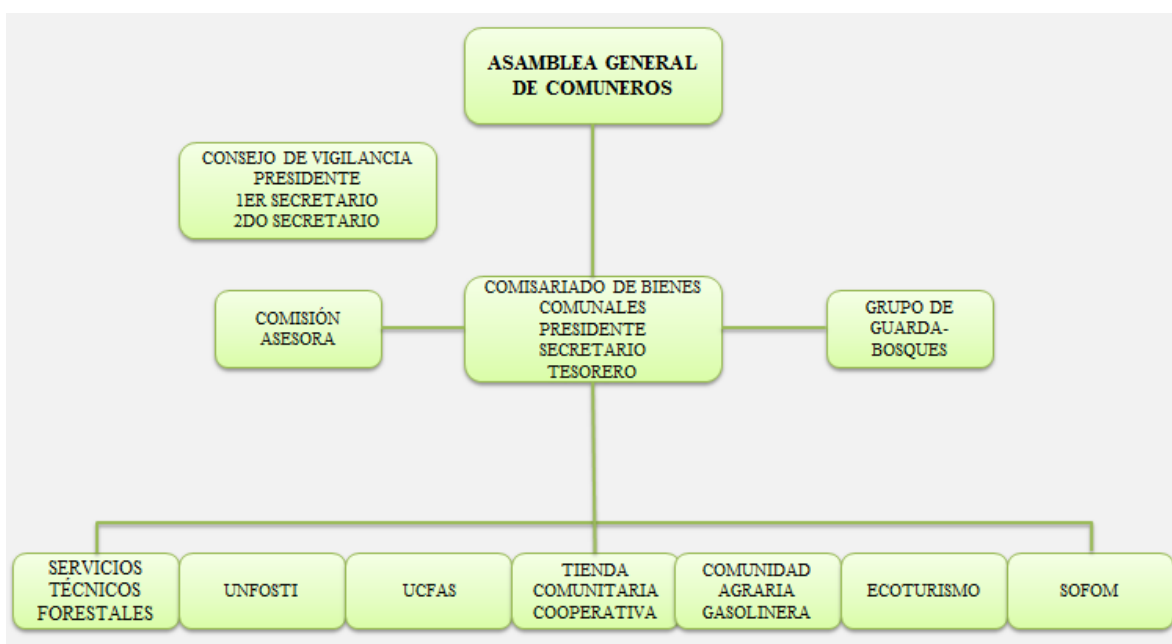 ASAMBLEA GENERAL
DE COMUNEROS
CONSEJO DE VIGILANCIA
PRESIDENTE
1ER SECRETARIO
2DO SECRETARIO
COMISIÓN
ASESORA
COMISARIADO DE BIENES
COMUNALES
PRESIDENTE
SECRETARIO
TESORERO
GRUPO DE
GUARDA-
BOSQUES
SERVICIOS
TÉCNICOS
FORESTALES
UNFOSTI
UCFAS
TIENDA
COMUNITARIA
COOPERATIVA
COMUNIDAD
AGRARIA
GASOLINERA
ECOTURISMO
SOFOM